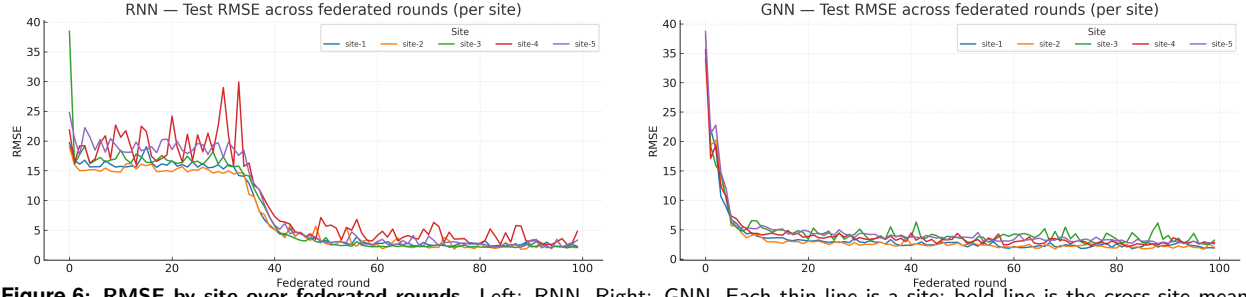 RNN — Test RMSE across federated rounds (per site)
Site
site-1 site-2 site-3 site-4 site-5
RMSE
40
35
30
25
20
15
10
5
0
0 20 40 60 80 100
Federated round
GNN — Test RMSE across federated rounds (per site)
Site
site-1 site-2 site-3 site-4 site-5
RMSE
40
35
30
25
20
15
10
5
0
0 20 40 60 80 100
Federated round
Figure 6: RMSE by site over federated rounds. Left: RNN. Right: GNN. Each thin line is a site; bold line is the cross-site mean